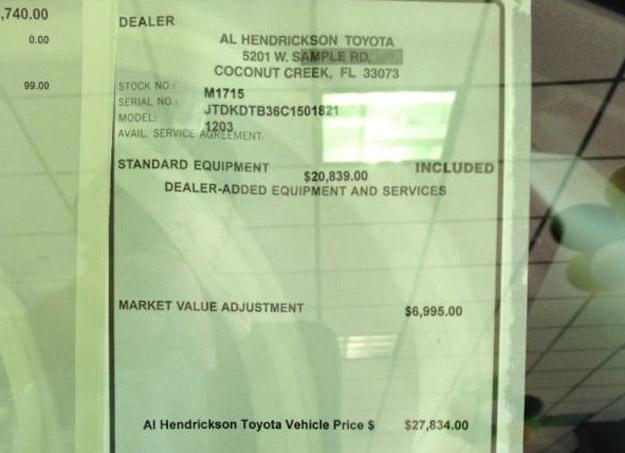 ,740.00
0.00
99.00
DEALER
AL HENDRICKSON TOYOTA
5201 W. SAMPLE RD.
COCONUT CREEK, FL 33073
STOCK NO.: M1715
SERIAL NO.: JTDKDTB36C1501821
MODEL: 1203
AVAIL. SERVICE AGREEMENT:
STANDARD EQUIPMENT $20,839.00 INCLUDED
DEALER-ADDED EQUIPMENT AND SERVICES
MARKET VALUE ADJUSTMENT $6,995.00
Al Hendrickson Toyota Vehicle Price $ $27,834.00